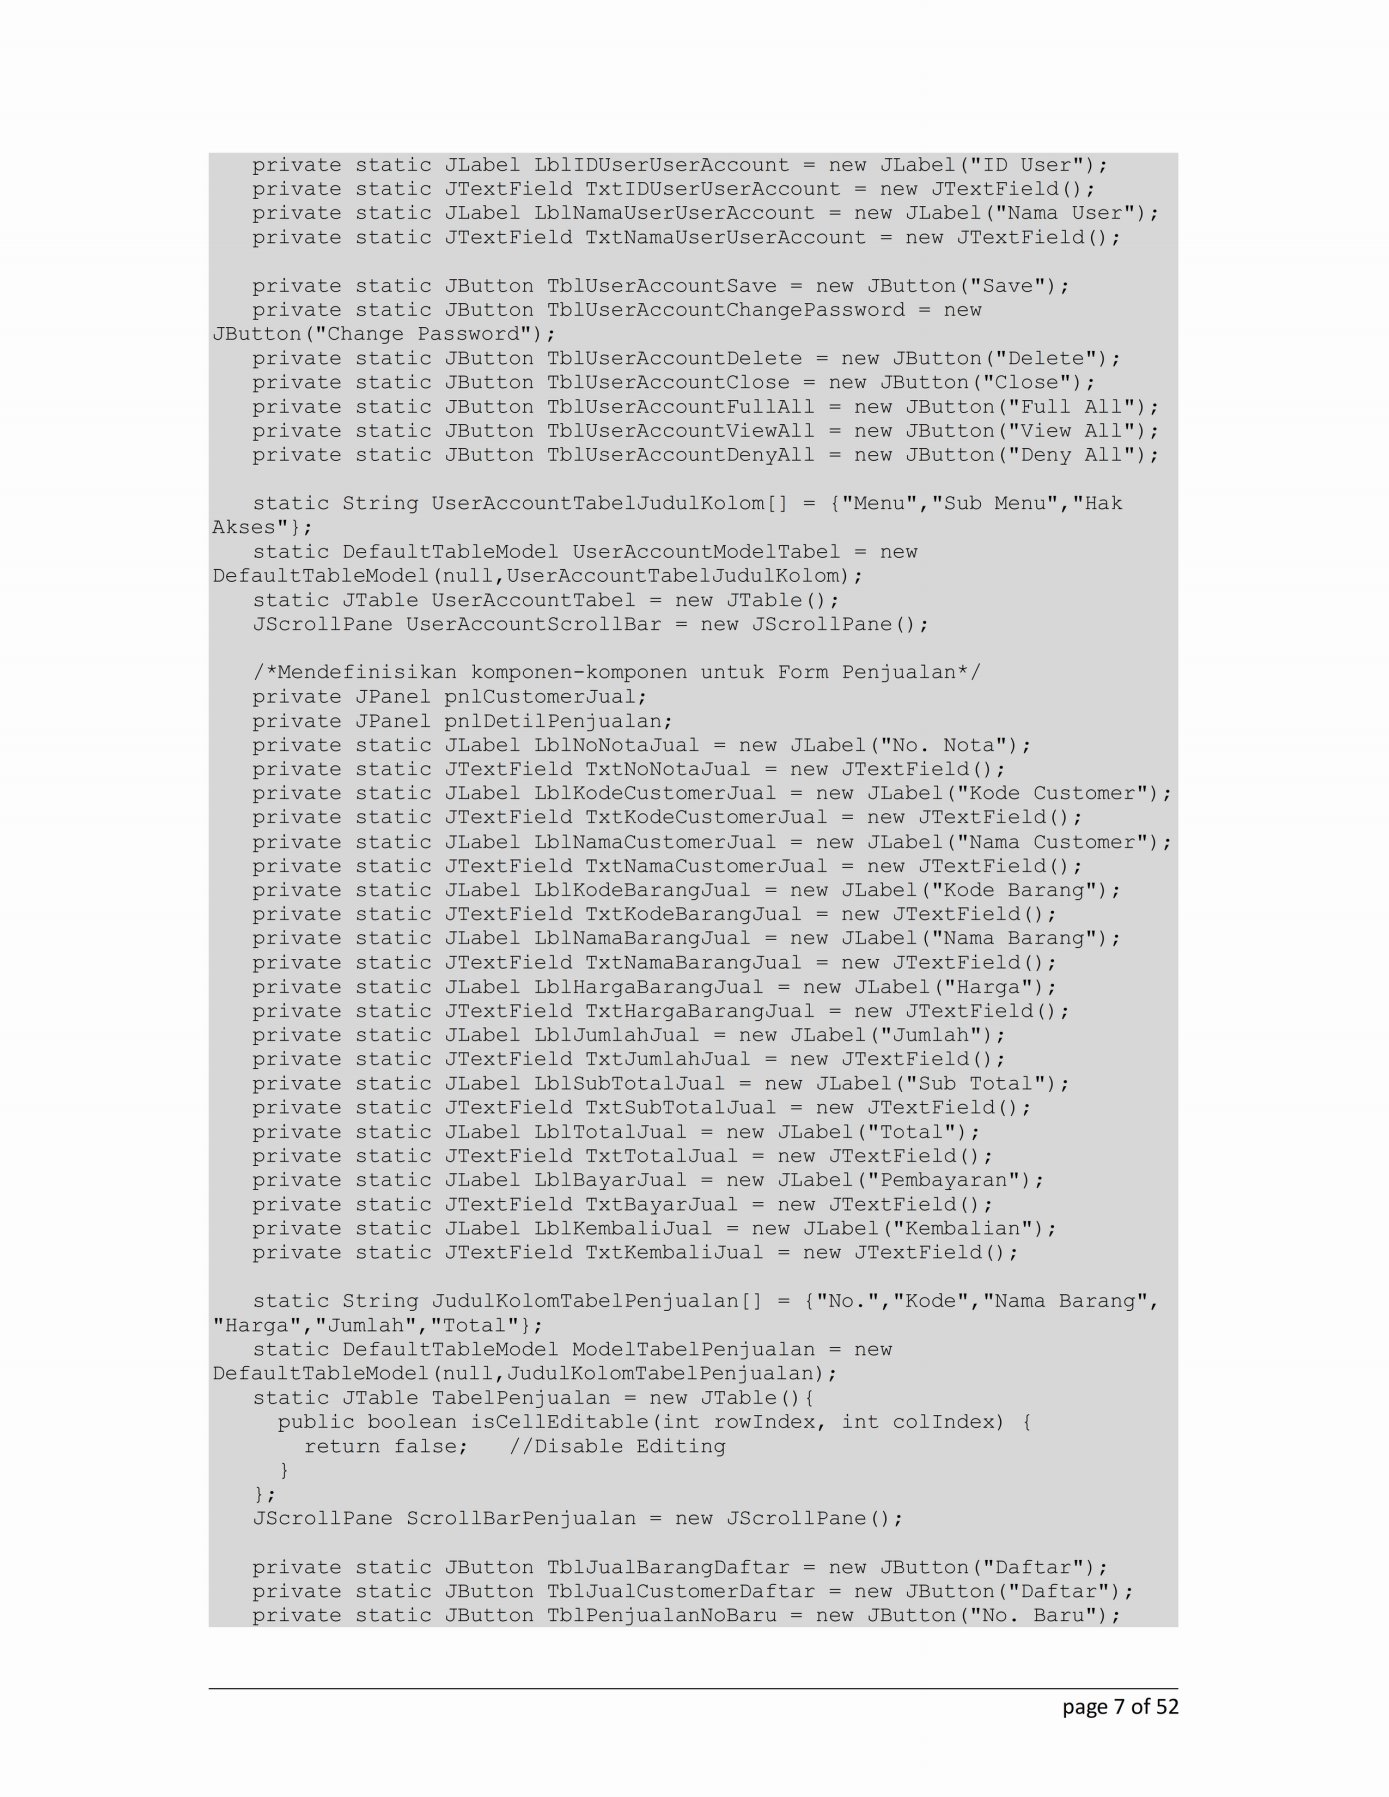 private static JLabel LblIDUserUserAccount = new JLabel("ID User");
private static JTextField TxtIDUserUserAccount = new JTextField();
private static JLabel LblNamaUserUserAccount = new JLabel("Nama User");
private static JTextField TxtNamaUserUserAccount = new JTextField();
private static JButton TblUserAccountSave = new JButton("Save");
private static JButton TblUserAccountChangePassword = new
JButton("Change Password");
private static JButton TblUserAccountDelete = new JButton("Delete");
private static JButton TblUserAccountClose = new JButton("Close");
private static JButton TblUserAccountFullAll = new JButton("Full All");
private static JButton TblUserAccountViewAll = new JButton("View All");
private static JButton TblUserAccountDenyAll = new JButton("Deny All");
static String UserAccountTabelJudulKolom[] = {"Menu","Sub Menu","Hak
Akses"};
static DefaultTableModel UserAccountModelTabel = new
DefaultTableModel(null,UserAccountTabelJudulKolom);
static JTable UserAccountTabel = new JTable();
JScrollPane UserAccountScrollBar = new JScrollPane();
/*Mendefinisikan komponen-komponen untuk Form Penjualan*/
private JPanel pnlCustomerJual;
private JPanel pnlDetilPenjualan;
private static JLabel LblNoNotaJual = new JLabel("No. Nota");
private static JTextField TxtNoNotaJual = new JTextField();
private static JLabel LblKodeCustomerJual = new JLabel("Kode Customer");
private static JTextField TxtKodeCustomerJual = new JTextField();
private static JLabel LblNamaCustomerJual = new JLabel("Nama Customer");
private static JTextField TxtNamaCustomerJual = new JTextField();
private static JLabel LblKodeBarangJual = new JLabel("Kode Barang");
private static JTextField TxtKodeBarangJual = new JTextField();
private static JLabel LblNamaBarangJual = new JLabel("Nama Barang");
private static JTextField TxtNamaBarangJual = new JTextField();
private static JLabel LblHargaBarangJual = new JLabel("Harga");
private static JTextField TxtHargaBarangJual = new JTextField();
private static JLabel LblJumlahJual = new JLabel("Jumlah");
private static JTextField TxtJumlahJual = new JTextField();
private static JLabel LblSubTotalJual = new JLabel("Sub Total");
private static JTextField TxtSubTotalJual = new JTextField();
private static JLabel LblTotalJual = new JLabel("Total");
private static JTextField TxtTotalJual = new JTextField();
private static JLabel LblBayarJual = new JLabel("Pembayaran");
private static JTextField TxtBayarJual = new JTextField();
private static JLabel LblKembaliJual = new JLabel("Kembalian");
private static JTextField TxtKembaliJual = new JTextField();
static String JudulKolomTabelPenjualan[] = {"No.","Kode","Nama Barang",
"Harga","Jumlah","Total"};
static DefaultTableModel ModelTabelPenjualan = new
DefaultTableModel(null,JudulKolomTabelPenjualan);
static JTable TabelPenjualan = new JTable(){
public boolean isCellEditable(int rowIndex, int colIndex) {
return false;   //Disable Editing
}
};
JScrollPane ScrollBarPenjualan = new JScrollPane();
private static JButton TblJualBarangDaftar = new JButton("Daftar");
private static JButton TblJualCustomerDaftar = new JButton("Daftar");
private static JButton TblPenjualanNoBaru = new JButton("No. Baru");
page 7 of 52